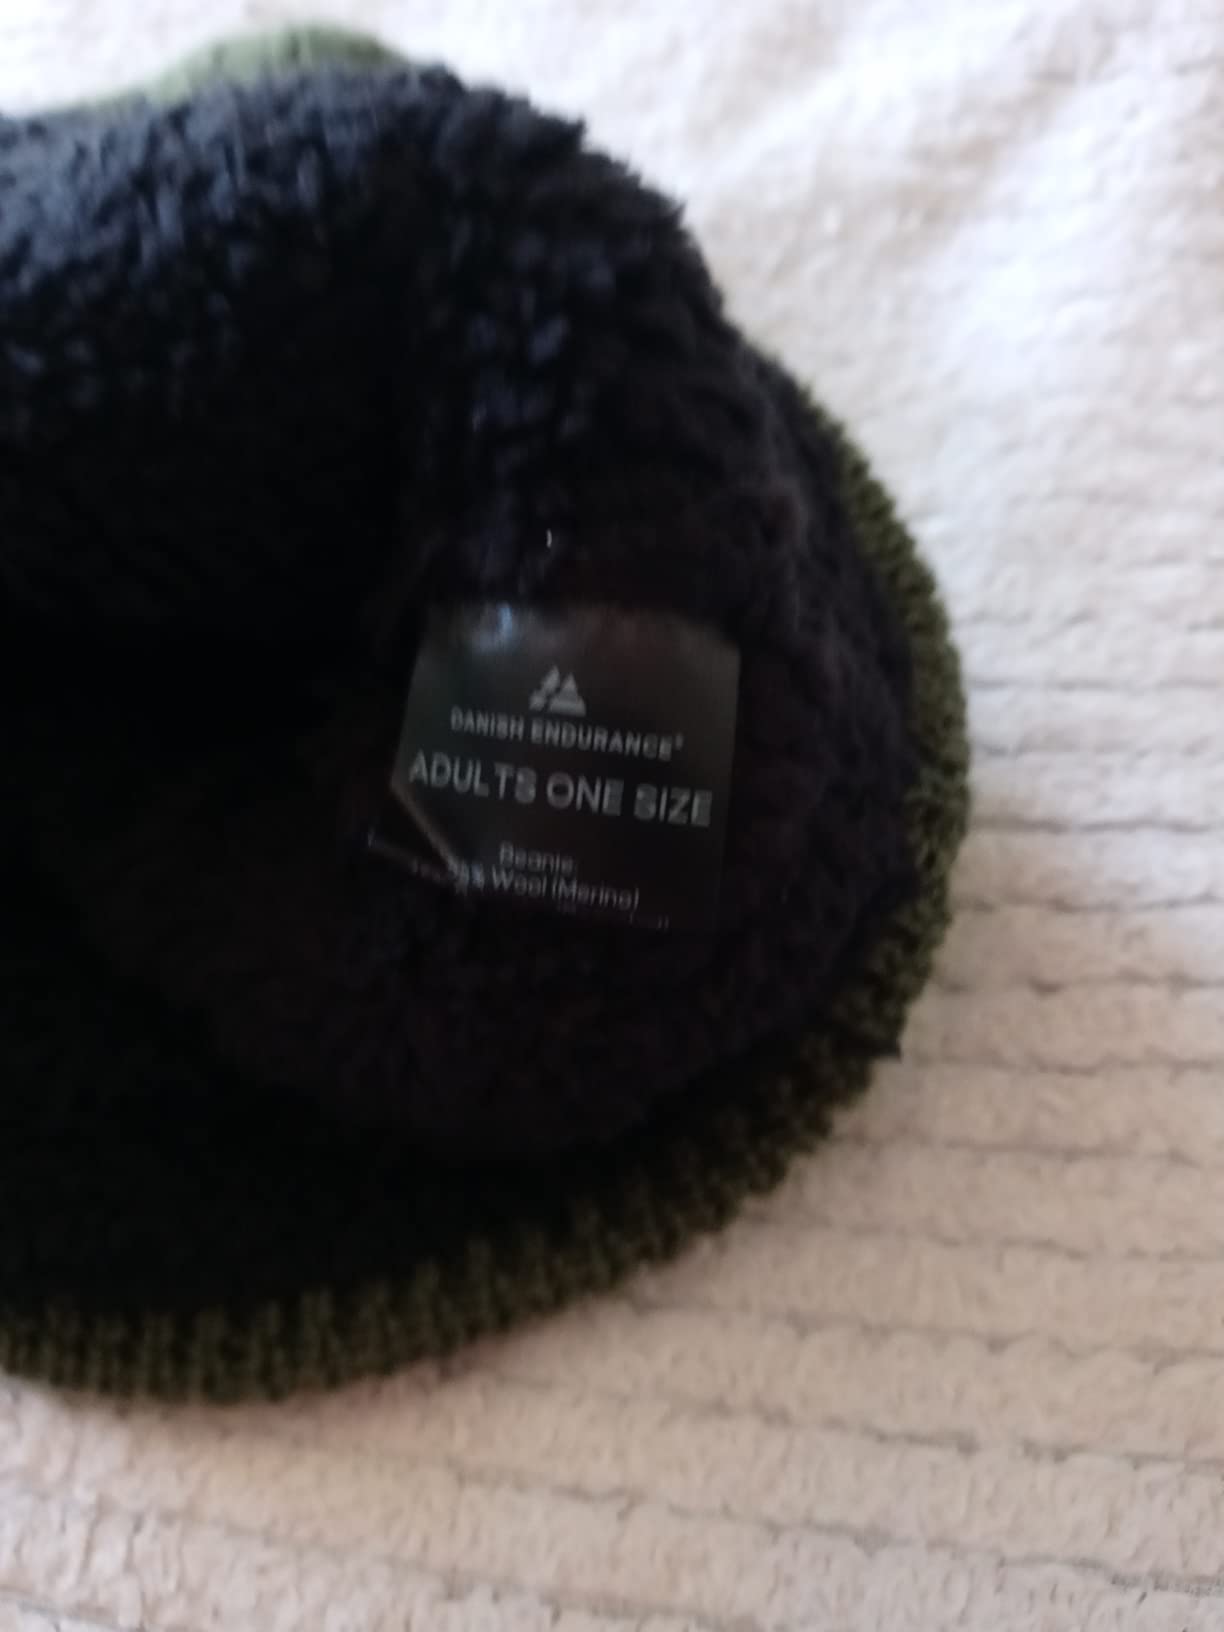 DANISH ENDURANCE®
ADULTS ONE SIZE
Beanie:
Wool (Merino)